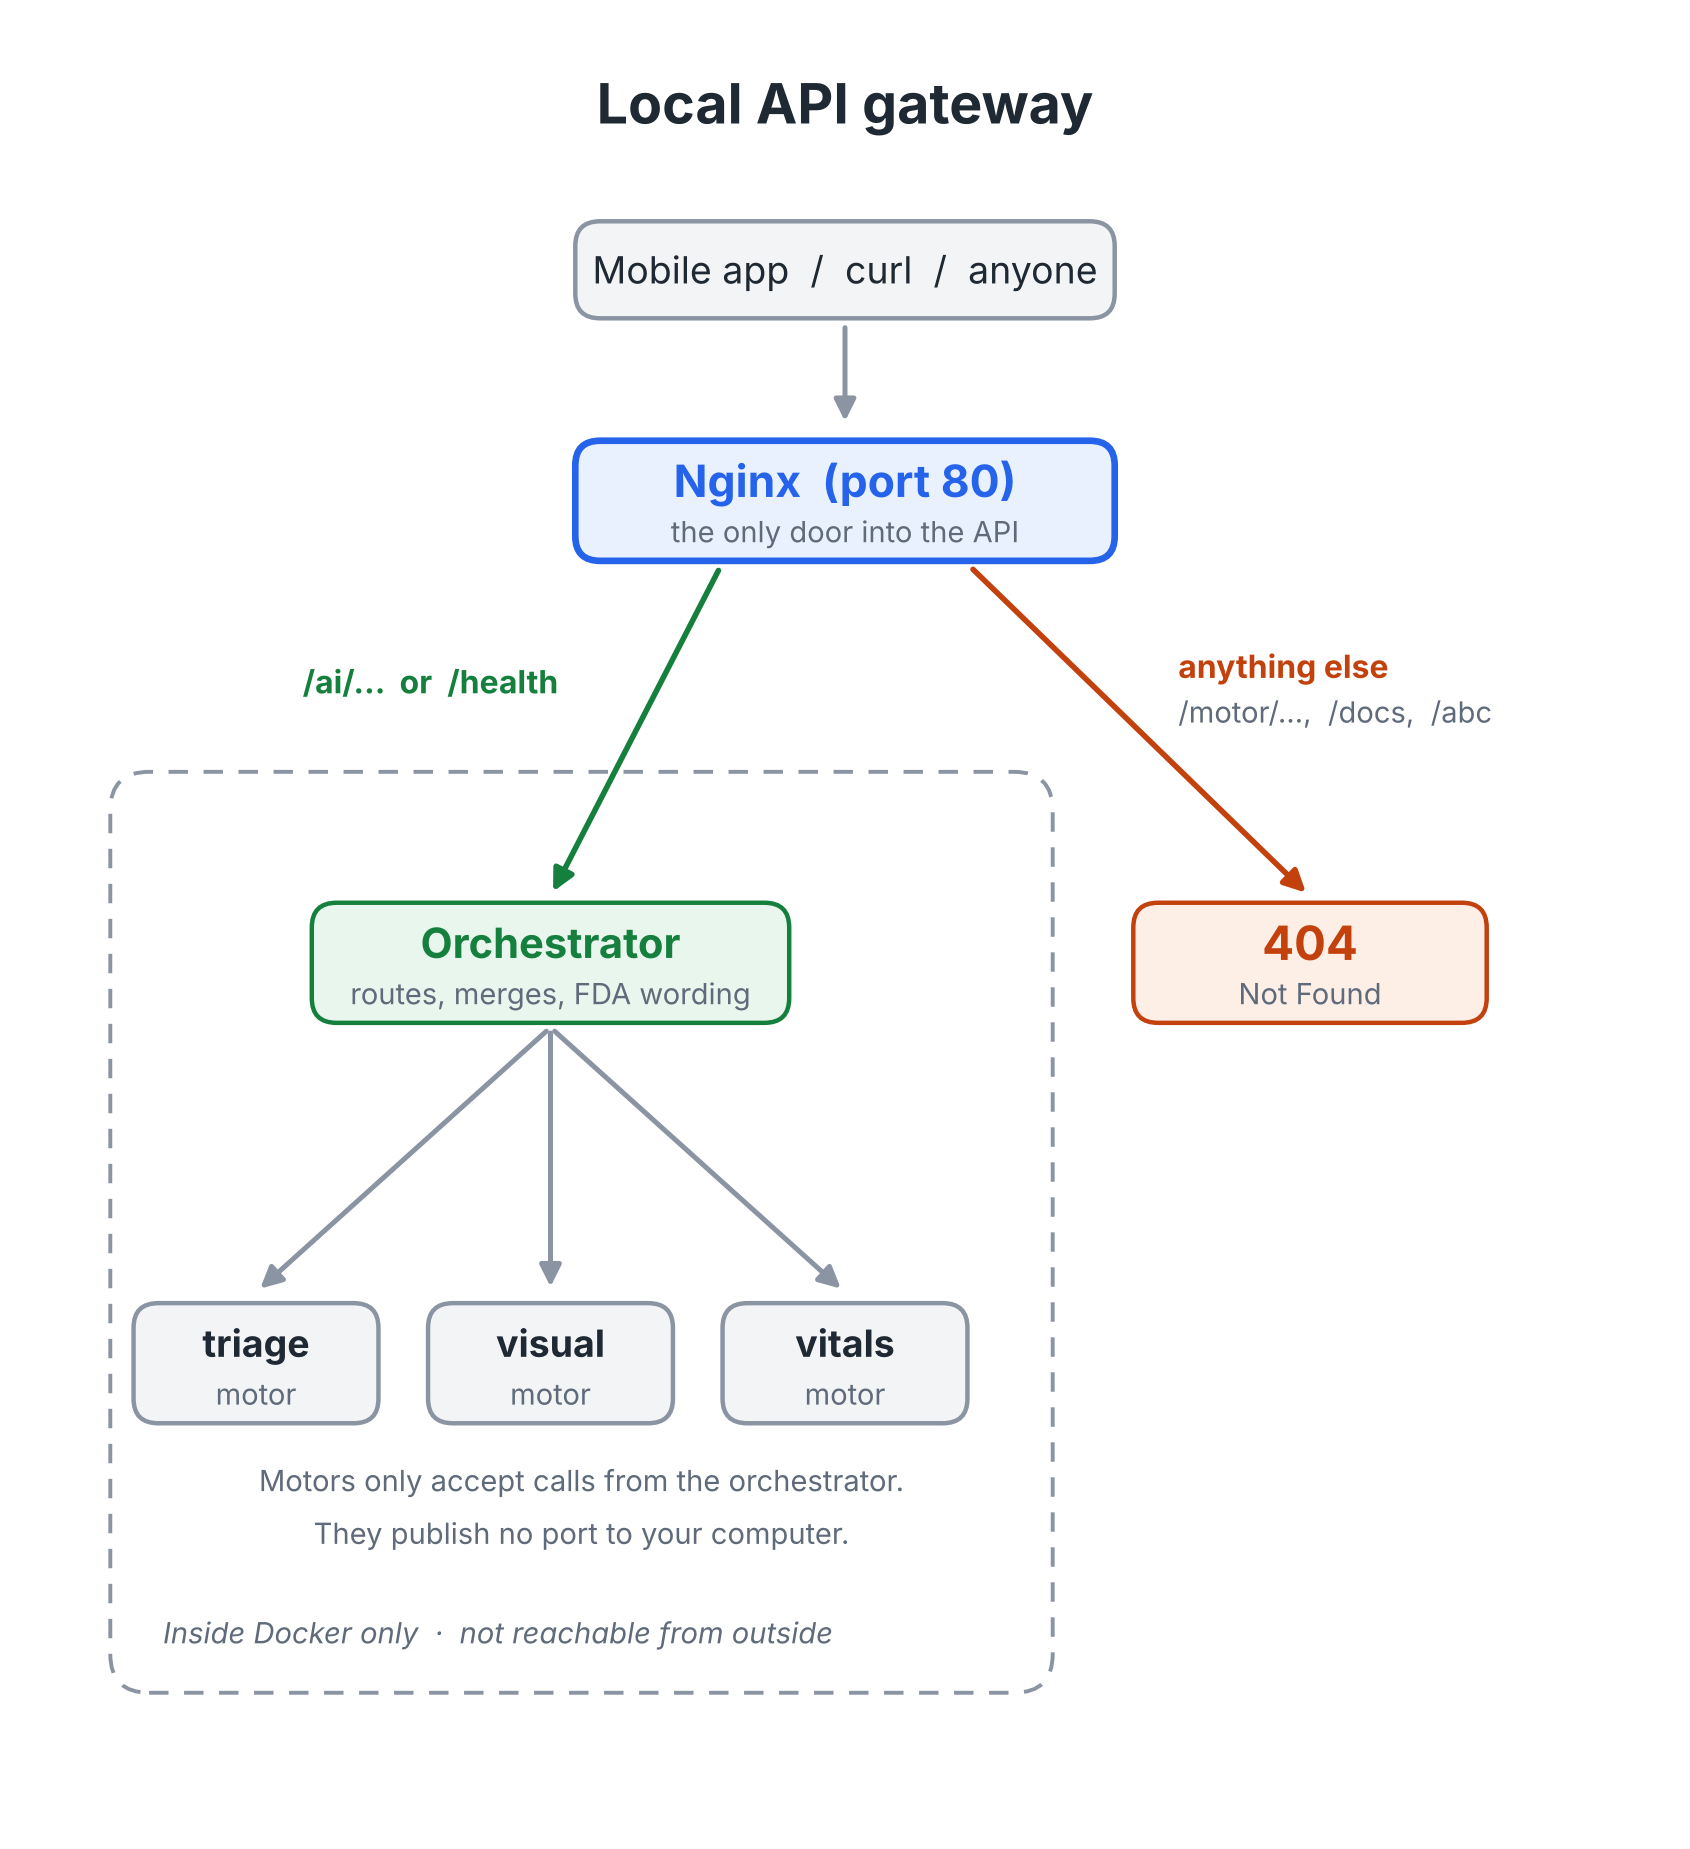 Local API gateway
Mobile app / curl / anyone
Nginx (port 80)
the only door into the API
/ai/... or /health
anything else
/motor/..., /docs, /abc
Orchestrator
routes, merges, FDA wording
404
Not Found
triage
motor
visual
motor
vitals
motor
Motors only accept calls from the orchestrator.
They publish no port to your computer.
Inside Docker only · not reachable from outside